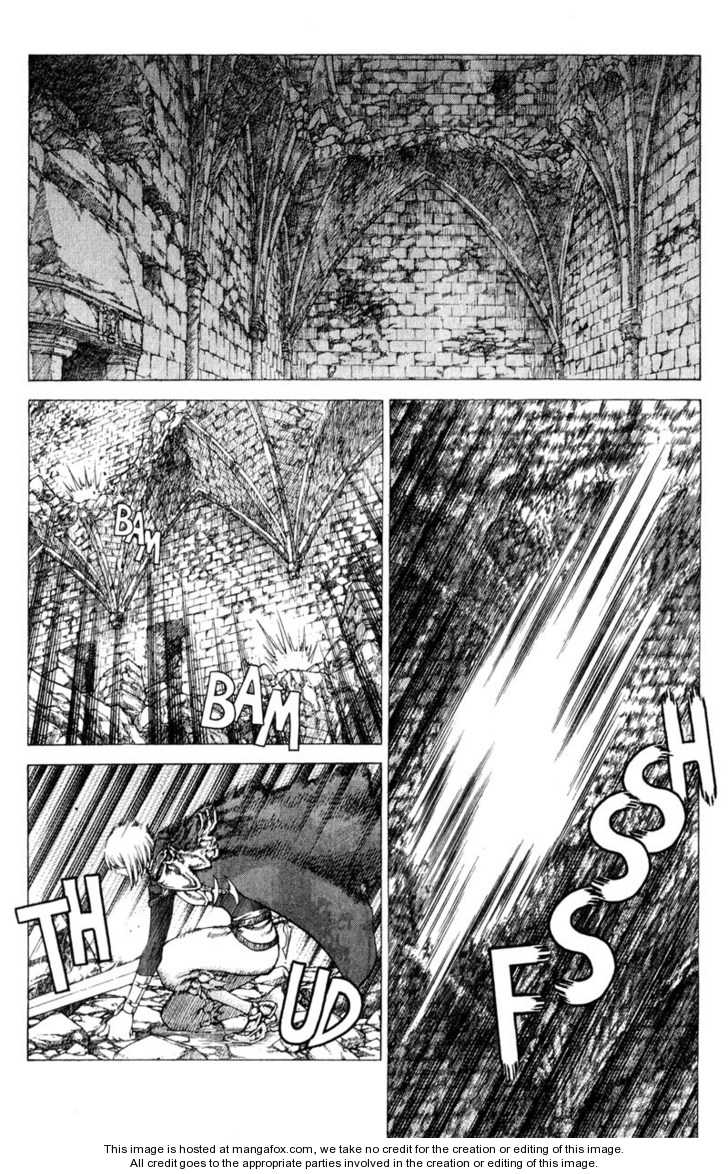 BAM
BAM
FSSSH
THUD
This image is hosted at mangafox.com, we take no credit for the creation or editing of this image.
All credit goes to the appropriate parties involved in the creation or editing of this image.